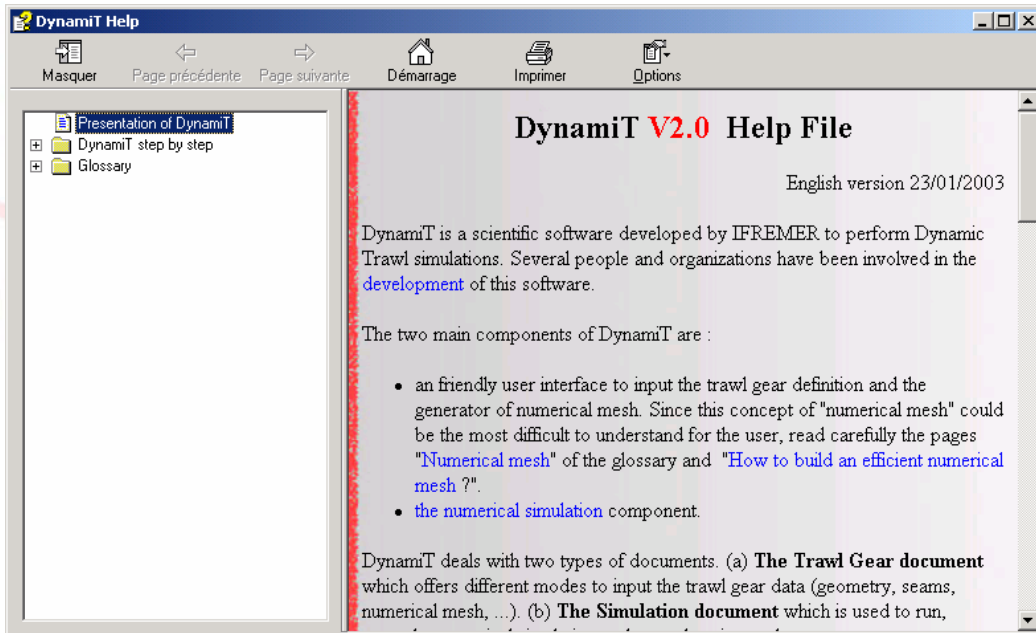 DynamiT Help
Masquer
Page précédente
Page suivante
Démarrage
Imprimer
Options
Presentation of DynamiT
DynamiT step by step
Glossary
DynamiT V2.0 Help File
English version 23/01/2003
DynamiT is a scientific software developed by IFREMER to perform Dynamic
Trawl simulations. Several people and organizations have been involved in the
development of this software.
The two main components of DynamiT are :
• an friendly user interface to input the trawl gear definition and the
generator of numerical mesh. Since this concept of "numerical mesh" could
be the most difficult to understand for the user, read carefully the pages
"Numerical mesh" of the glossary and "How to build an efficient numerical
mesh ?".
• the numerical simulation component.
DynamiT deals with two types of documents. (a) The Trawl Gear document
which offers different modes to input the trawl gear data (geometry, seams,
numerical mesh, ...). (b) The Simulation document which is used to run,